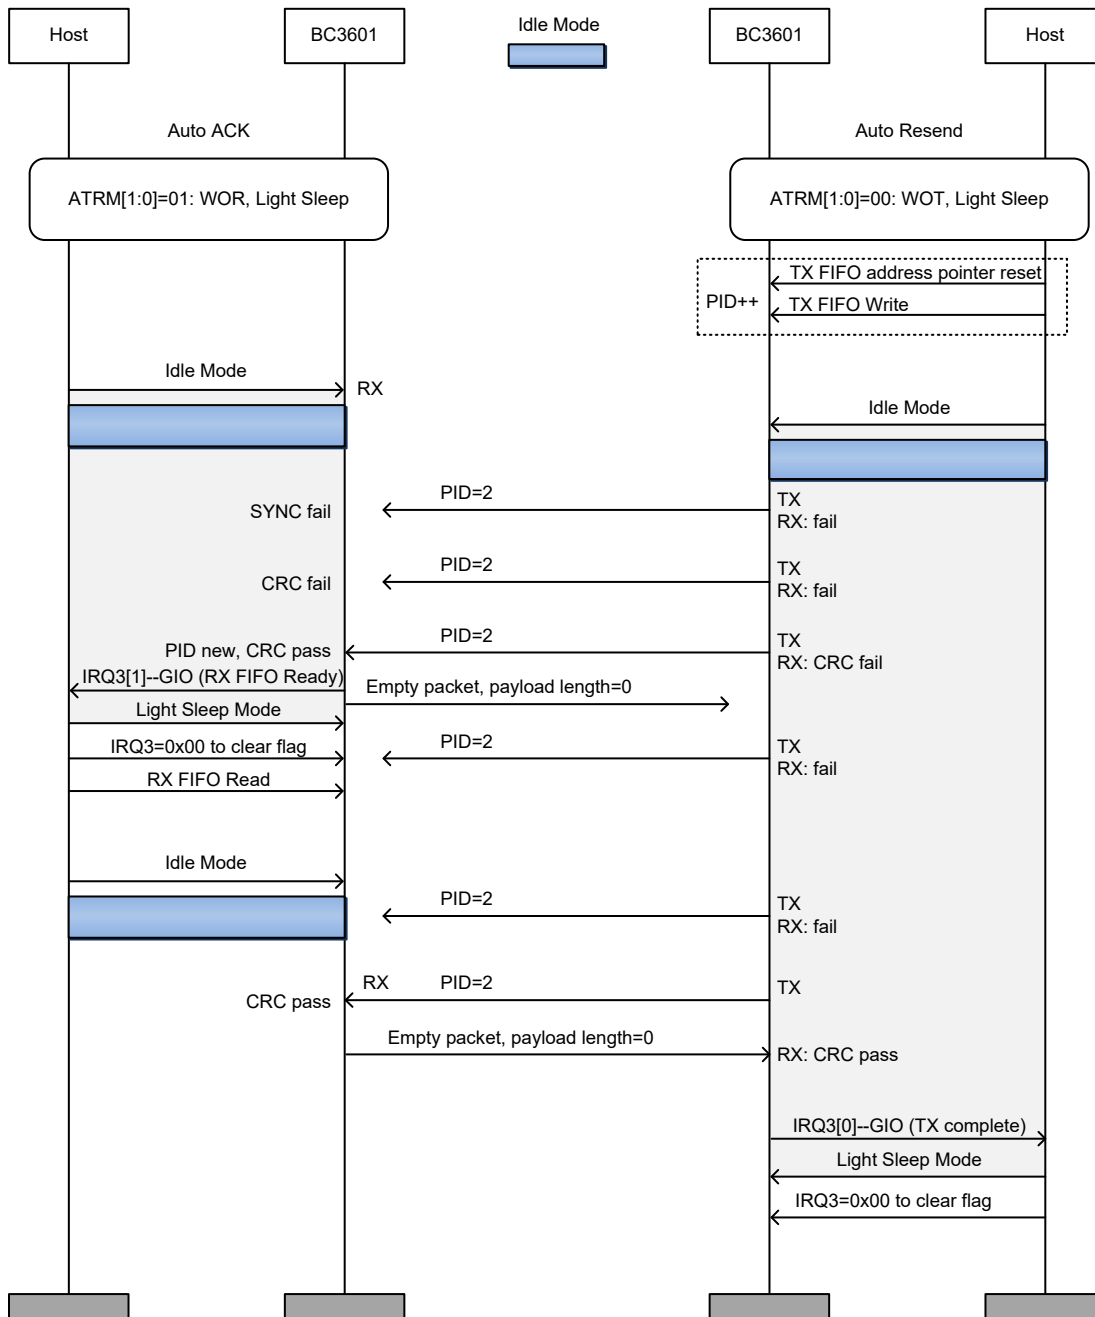 Host
BC3601
Idle Mode
BC3601
Host
Auto ACK
Auto Resend
ATRM[1:0]=01: WOR, Light Sleep
ATRM[1:0]=00: WOT, Light Sleep
TX FIFO address pointer reset
PID++
TX FIFO Write
Idle Mode
RX
Idle Mode
PID=2
TX
SYNC fail
RX: fail
PID=2
TX
CRC fail
RX: fail
PID=2
TX
PID new, CRC pass
RX: CRC fail
IRQ3[1]--GIO (RX FIFO Ready)
Empty packet, payload length=0
Light Sleep Mode
IRQ3=0x00 to clear flag
PID=2
TX
RX: fail
RX FIFO Read
Idle Mode
PID=2
TX
RX: fail
RX
PID=2
TX
CRC pass
Empty packet, payload length=0
RX: CRC pass
IRQ3[0]--GIO (TX complete)
Light Sleep Mode
IRQ3=0x00 to clear flag